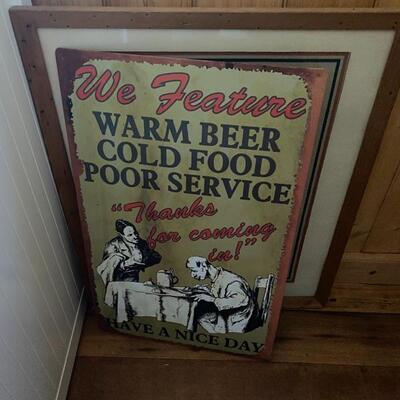 We Feature
WARM BEER
COLD FOOD
POOR SERVICE
"Thanks
for coming
in!"
HAVE A NICE DAY